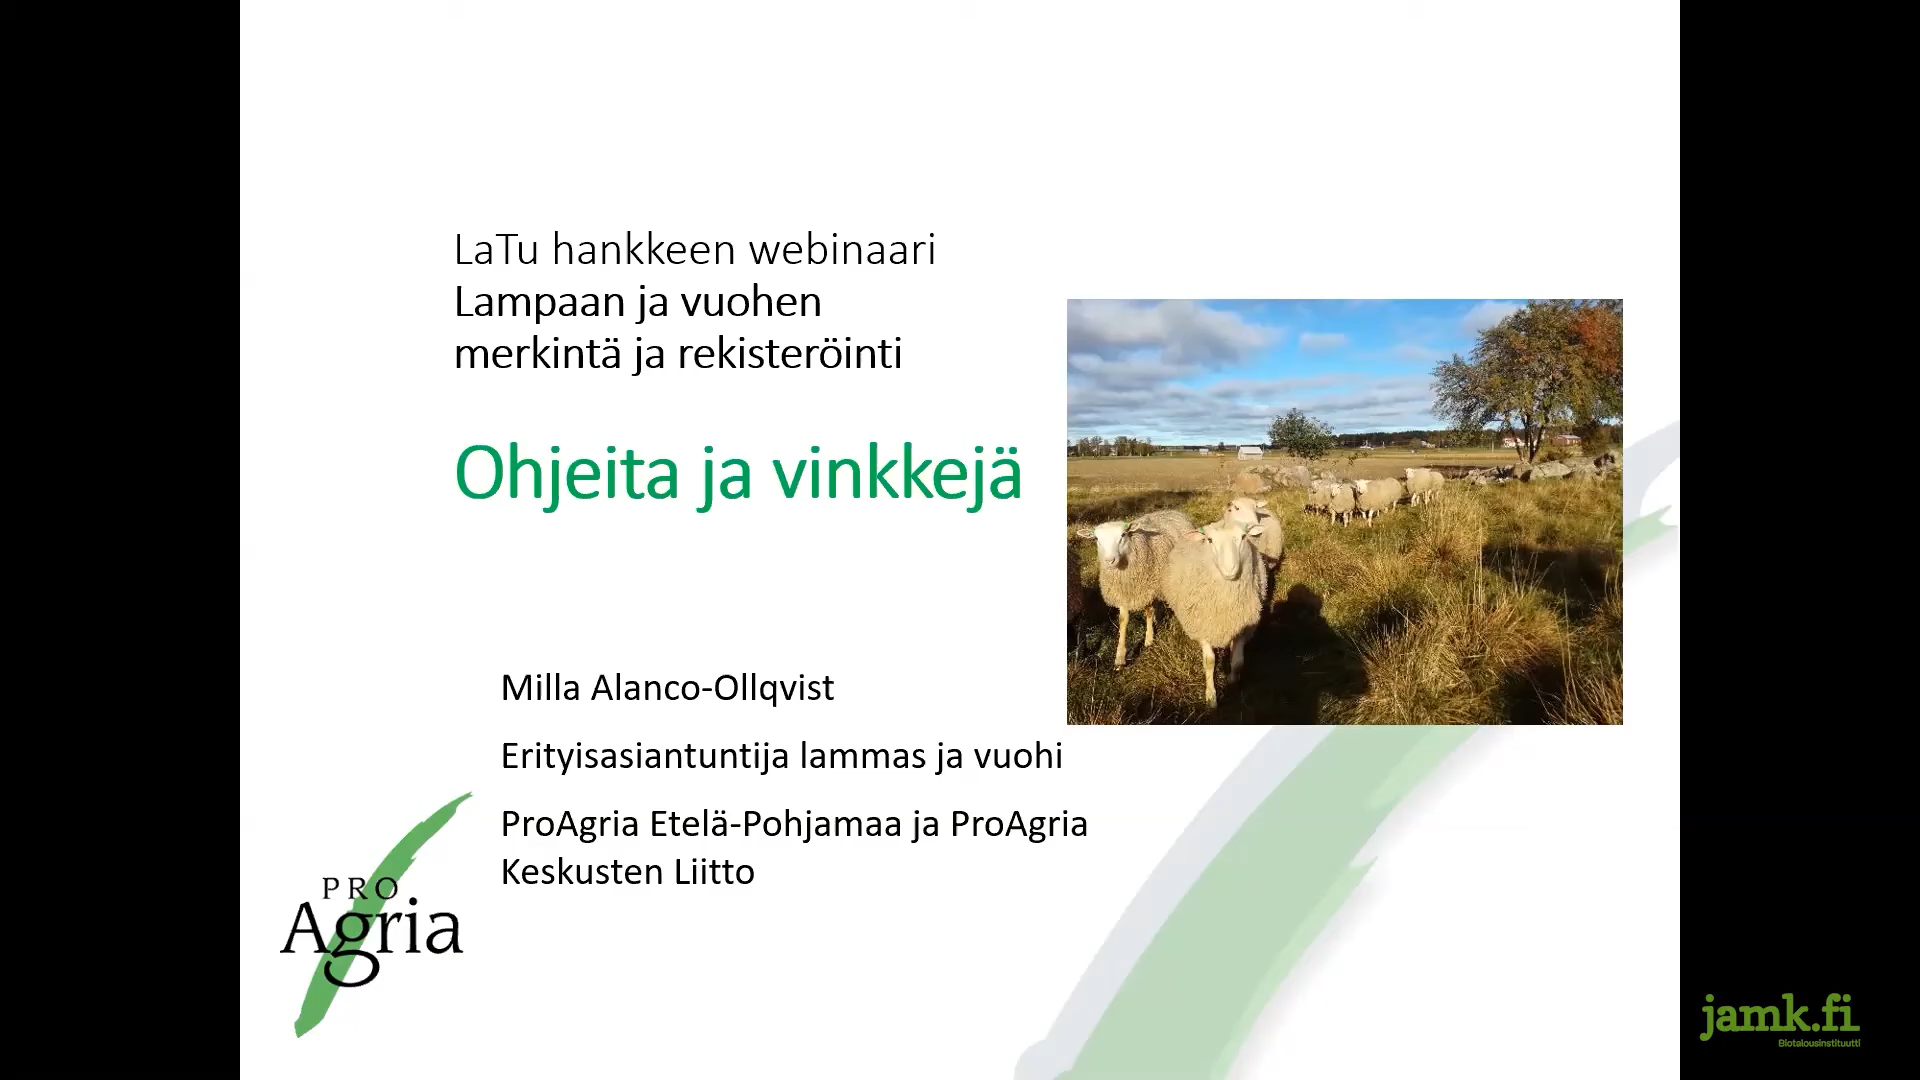 LaTu hankkeen webinaari
Lampaan ja vuohen
merkintä ja rekisteröinti
Ohjeita ja vinkkejä
Milla Alanco-Ollqvist
Erityisasiantuntija lammas ja vuohi
ProAgria Etelä-Pohjamaa ja ProAgria
Keskusten Liitto
PRO
Agria
jamk.fi
Biotalousinstituutti